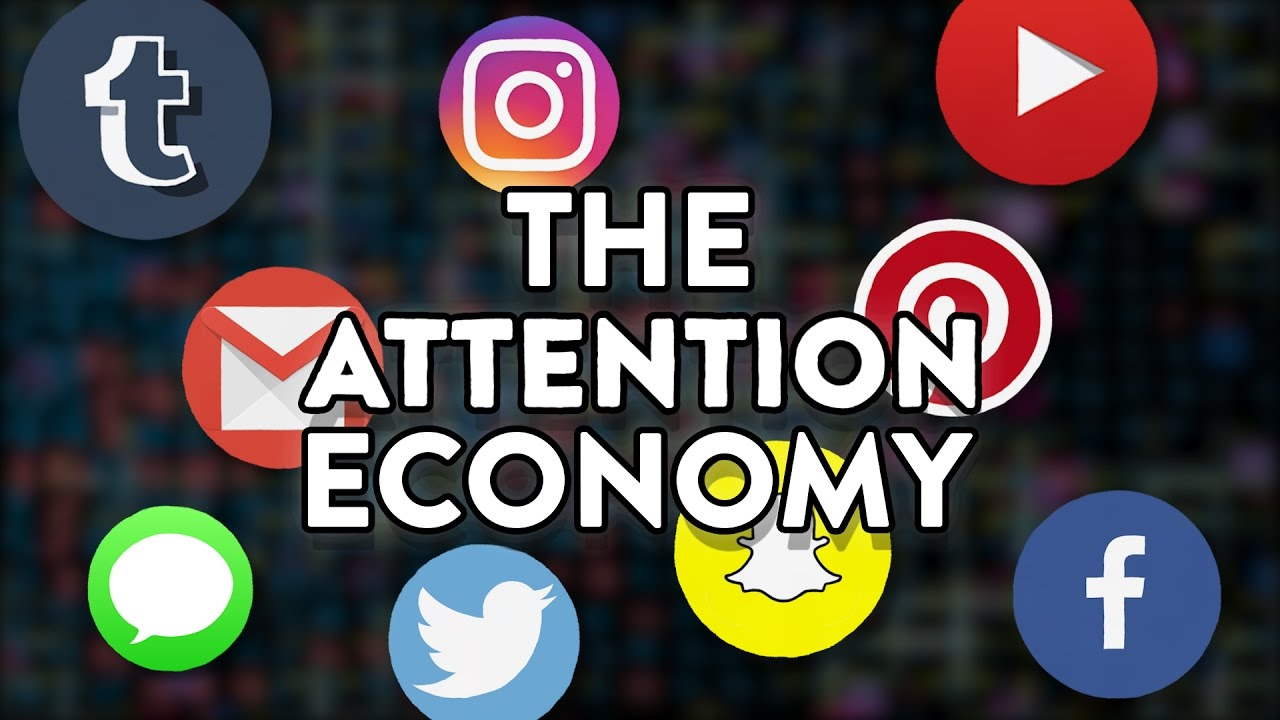 t
THE
ATTENTION
ECONOMY
f